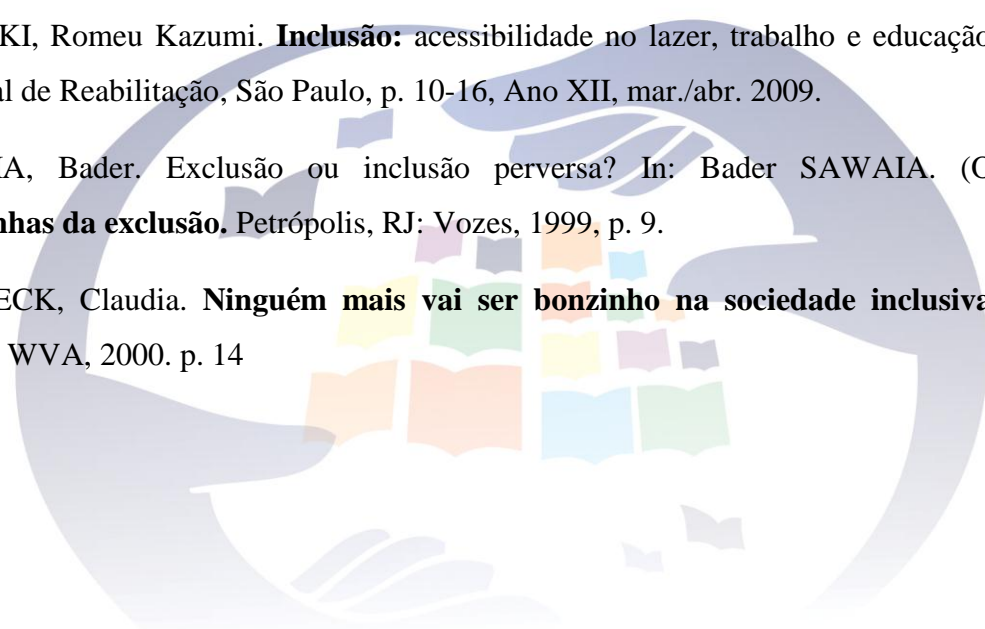 KI, Romeu Kazumi. Inclusão: acessibilidade no lazer, trabalho e educação
al de Reabilitação, São Paulo, p. 10-16, Ano XII, mar./abr. 2009.
IA, Bader. Exclusão ou inclusão perversa? In: Bader SAWAIA. (O
nhas da exclusão. Petrópolis, RJ: Vozes, 1999, p. 9.
ECK, Claudia. Ninguém mais vai ser bonzinho na sociedade inclusiva
WVA, 2000. p. 14